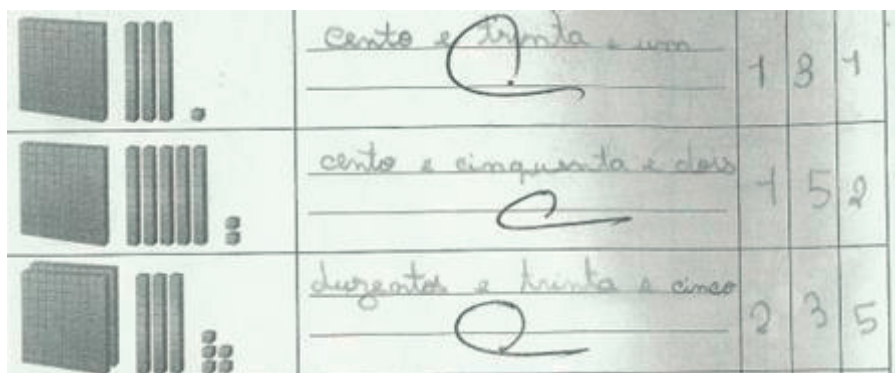 cento e trinta e um 1 3 1
cento e cinquenta e dois 1 5 2
duzentos e trinta e cinco 2 3 5